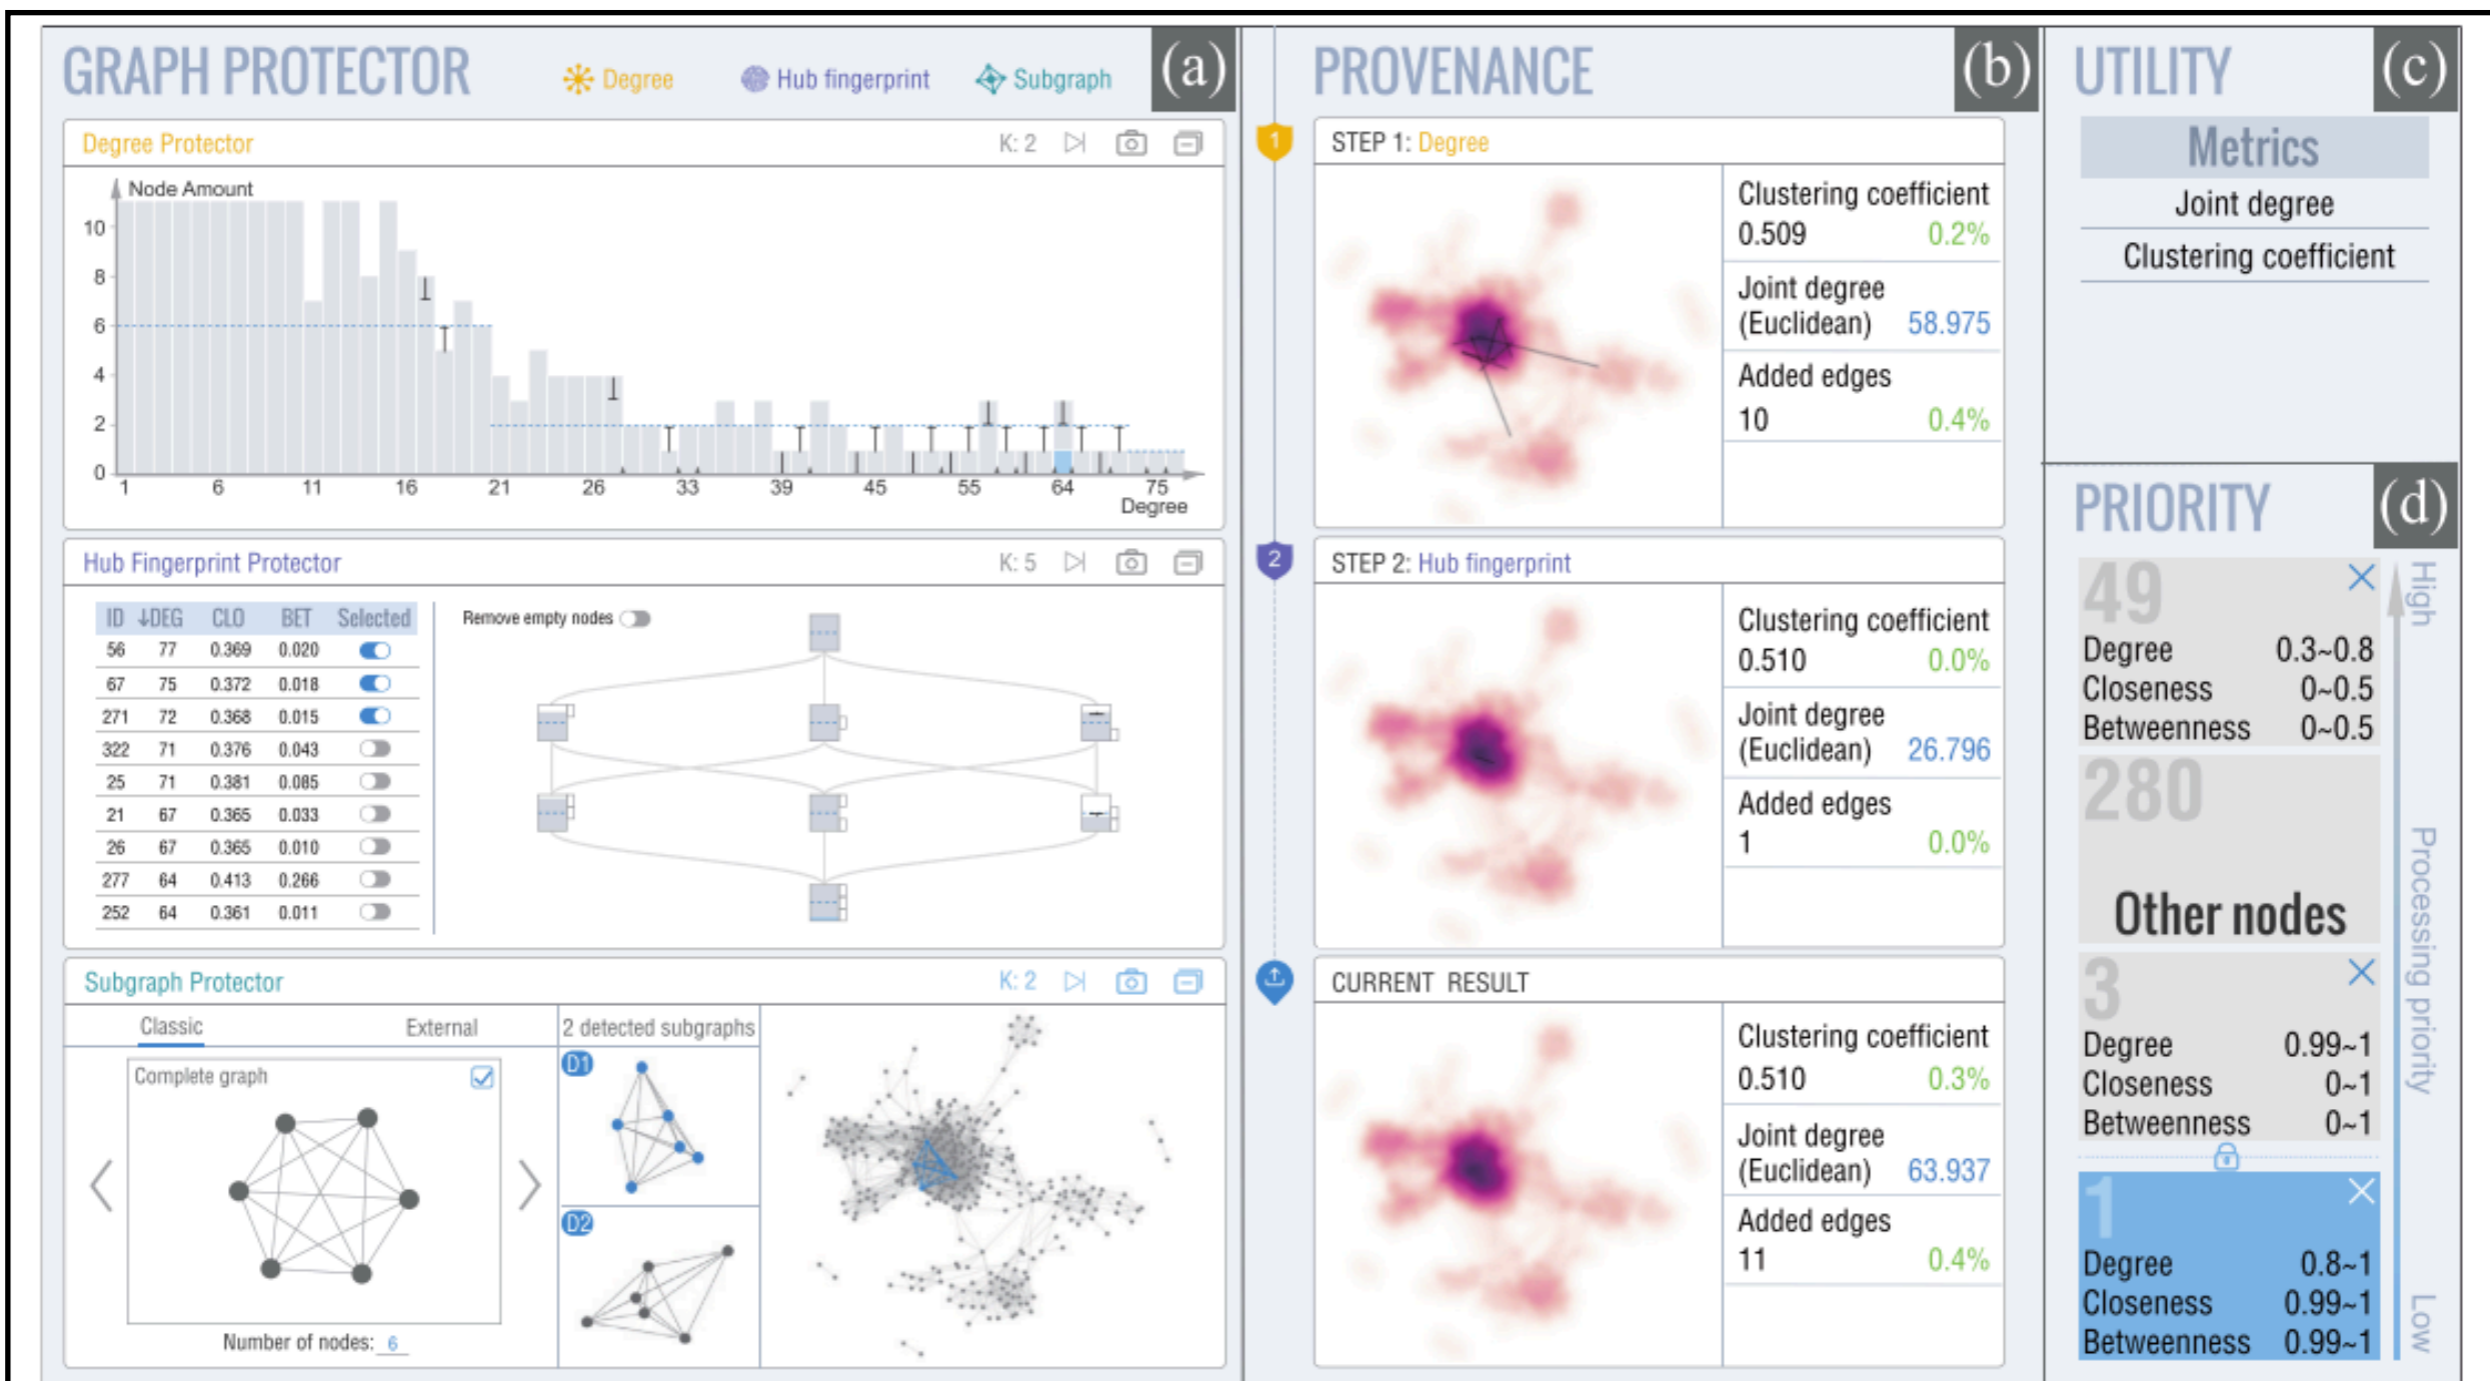 GRAPH PROTECTOR
Degree
Hub fingerprint
Subgraph
(a)
Degree Protector
K: 2
Node Amount
10
8
6
4
2
0
1 6 11 16 21 26 33 39 45 55 64 75
Degree
Hub Fingerprint Protector
K: 5
ID ↓DEG CLO BET Selected
56 77 0.369 0.020
67 75 0.372 0.018
271 72 0.368 0.015
322 71 0.376 0.043
25 71 0.381 0.085
21 67 0.365 0.033
26 67 0.365 0.010
277 64 0.413 0.266
252 64 0.361 0.011
Remove empty nodes
Subgraph Protector
K: 2
Classic
External
Complete graph
Number of nodes: 6
2 detected subgraphs
D1
D2
PROVENANCE
(b)
1
STEP 1: Degree
Clustering coefficient
0.509 0.2%
Joint degree
(Euclidean) 58.975
Added edges
10 0.4%
2
STEP 2: Hub fingerprint
Clustering coefficient
0.510 0.0%
Joint degree
(Euclidean) 26.796
Added edges
1 0.0%
CURRENT RESULT
Clustering coefficient
0.510 0.3%
Joint degree
(Euclidean) 63.937
Added edges
11 0.4%
UTILITY
(c)
Metrics
Joint degree
Clustering coefficient
PRIORITY
(d)
49
Degree 0.3~0.8
Closeness 0~0.5
Betweenness 0~0.5
280
Other nodes
3
Degree 0.99~1
Closeness 0~1
Betweenness 0~1
1
Degree 0.8~1
Closeness 0.99~1
Betweenness 0.99~1
High
Processing priority
Low